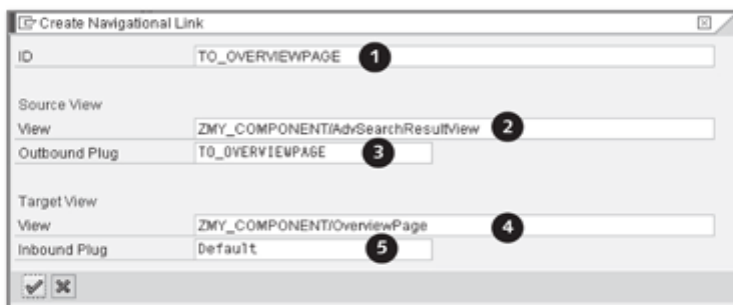 Create Navigational Link
ID TO_OVERVIEWPAGE 1
Source View
View ZMY_COMPONENT/AdvSearchResultView 2
Outbound Plug TO_OVERVIEWPAGE 3
Target View
View ZMY_COMPONENT/OverviewPage 4
Inbound Plug Default 5